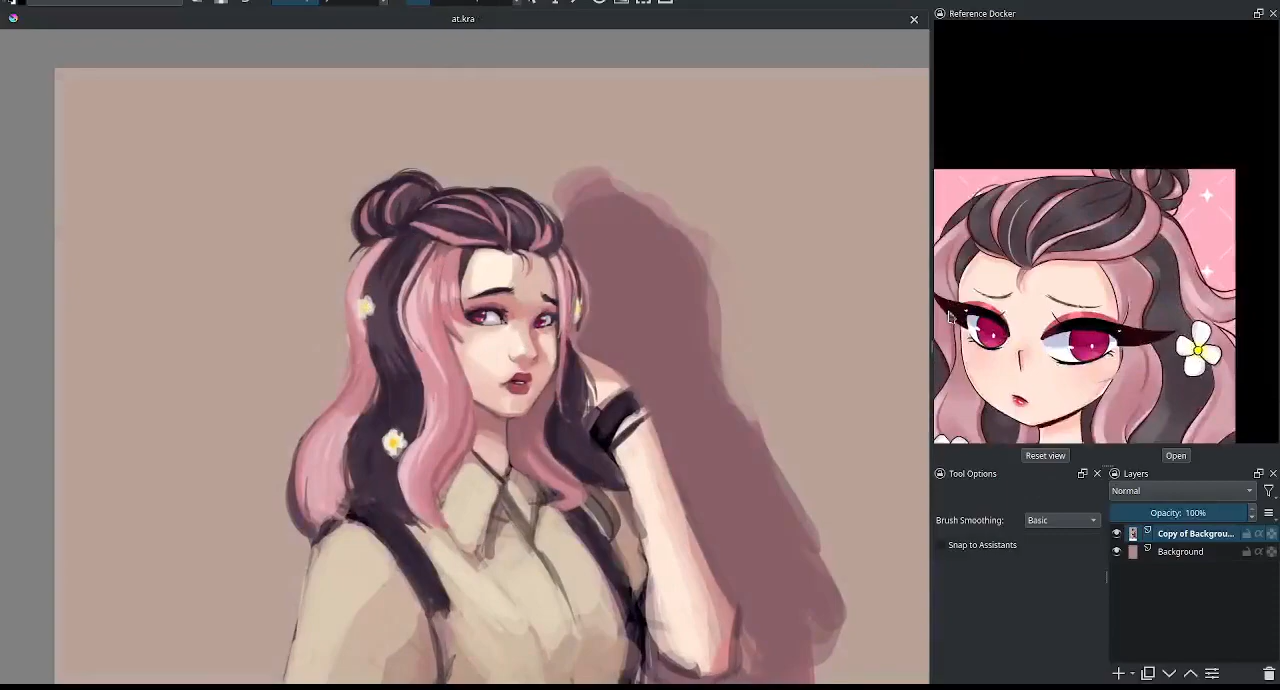 at.kra
Reference Docker
Reset view
Open
Tool Options
Layers
Normal
Opacity: 100%
Brush Smoothing:
Basic
Copy of Backgrou...
Snap to Assistants
Background